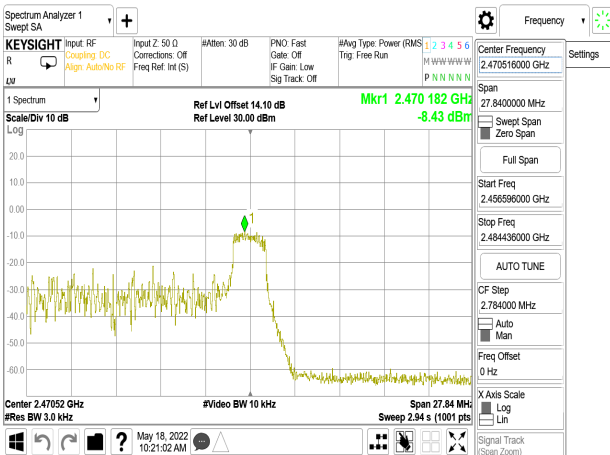 Spectrum Analyzer 1
Swept SA
+
Frequency
KEYSIGHT
R
Input: RF
Coupling: DC
Align: Auto/No RF
Input Z: 50 Ω
Corrections: Off
Freq Ref: Int (S)
#Atten: 30 dB
PNO: Fast
Gate: Off
IF Gain: Low
Sig Track: Off
#Avg Type: Power (RMS
Trig: Free Run
1 2 3 4 5 6
M W W W W W
P N N N N N
Center Frequency
2.470516000 GHz
Settings
Span
27.8400000 MHz
Swept Span
Zero Span
Full Span
Start Freq
2.456596000 GHz
Stop Freq
2.484436000 GHz
AUTO TUNE
CF Step
2.784000 MHz
Auto
Man
Freq Offset
0 Hz
X Axis Scale
Log
Lin
Signal Track
(Span Zoom)
1 Spectrum
Scale/Div 10 dB
Log
Ref Lvl Offset 14.10 dB
Ref Level 30.00 dBm
Mkr1 2.470 182 GHz
-8.43 dBm
20.0
10.0
0.00
-10.0
-20.0
-30.0
-40.0
-50.0
-60.0
1
Center 2.47052 GHz
#Res BW 3.0 kHz
#Video BW 10 kHz
Span 27.84 MHz
Sweep 2.94 s (1001 pts)
?
May 18, 2022
10:21:02 AM